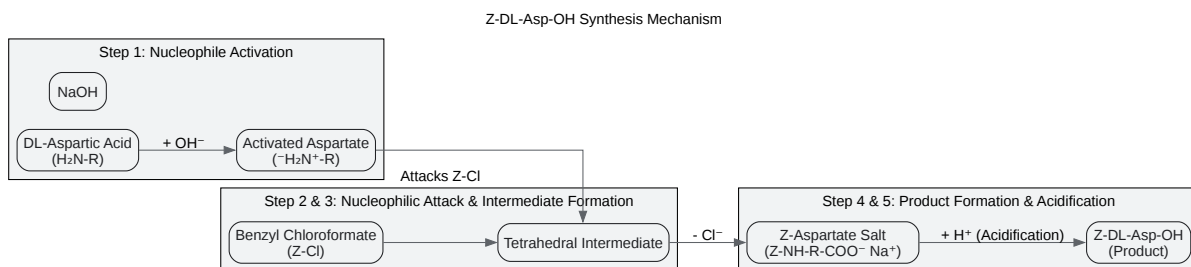 Z-DL-Asp-OH Synthesis Mechanism
Step 1: Nucleophile Activation
NaOH
DL-Aspartic Acid
(H₂N-R)
+ OH⁻
Activated Aspartate
(⁻H₂N⁺-R)
Attacks Z-Cl
Step 2 & 3: Nucleophilic Attack & Intermediate Formation
Benzyl Chloroformate
(Z-Cl)
Tetrahedral Intermediate
- Cl⁻
Step 4 & 5: Product Formation & Acidification
Z-Aspartate Salt
(Z-NH-R-COO⁻ Na⁺)
+ H⁺ (Acidification)
Z-DL-Asp-OH
(Product)